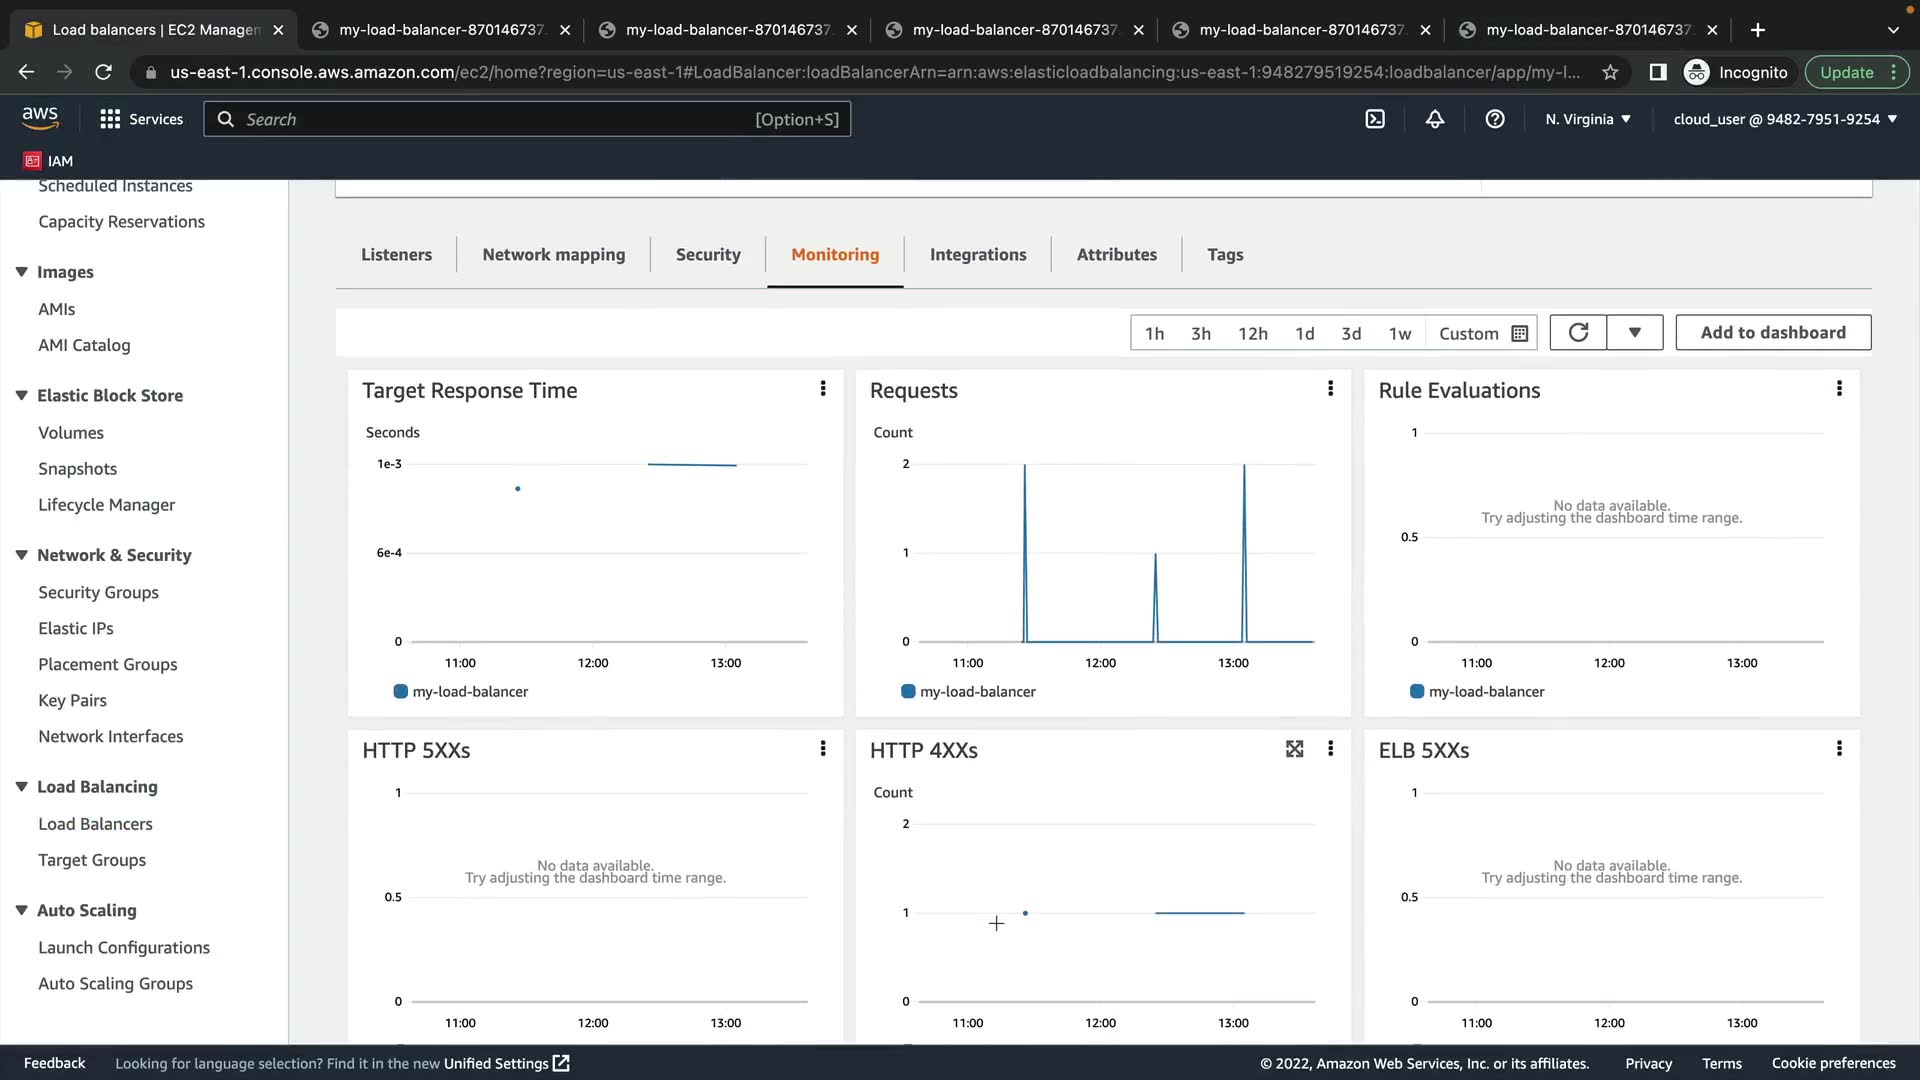 Load balancers | EC2 Managem
my-load-balancer-870146737.
my-load-balancer-870146737.
my-load-balancer-870146737.
my-load-balancer-870146737.
my-load-balancer-870146737.
us-east-1.console.aws.amazon.com/ec2/home?region=us-east-1#LoadBalancer:loadBalancerArn=arn:aws:elasticloadbalancing:us-east-1:948279519254:loadbalancer/app/my-l...
Incognito
Update
aws
Services
Search
[Option+S]
N. Virginia
cloud_user @ 9482-7951-9254
IAM
Scheduled Instances
Capacity Reservations
Images
AMIs
AMI Catalog
Elastic Block Store
Volumes
Snapshots
Lifecycle Manager
Network & Security
Security Groups
Elastic IPs
Placement Groups
Key Pairs
Network Interfaces
Load Balancing
Load Balancers
Target Groups
Auto Scaling
Launch Configurations
Auto Scaling Groups
Listeners
Network mapping
Security
Monitoring
Integrations
Attributes
Tags
1h
3h
12h
1d
3d
1w
Custom
Add to dashboard
Target Response Time
Seconds
1e-3
6e-4
0
11:00
12:00
13:00
my-load-balancer
Requests
Count
2
1
0
11:00
12:00
13:00
my-load-balancer
Rule Evaluations
1
No data available.
Try adjusting the dashboard time range.
0.5
0
11:00
12:00
13:00
my-load-balancer
HTTP 5XXs
1
No data available.
Try adjusting the dashboard time range.
0.5
0
11:00
12:00
13:00
HTTP 4XXs
Count
2
1
0
11:00
12:00
13:00
ELB 5XXs
1
No data available.
Try adjusting the dashboard time range.
0.5
0
11:00
12:00
13:00
Feedback
Looking for language selection? Find it in the new Unified Settings
© 2022, Amazon Web Services, Inc. or its affiliates.
Privacy
Terms
Cookie preferences